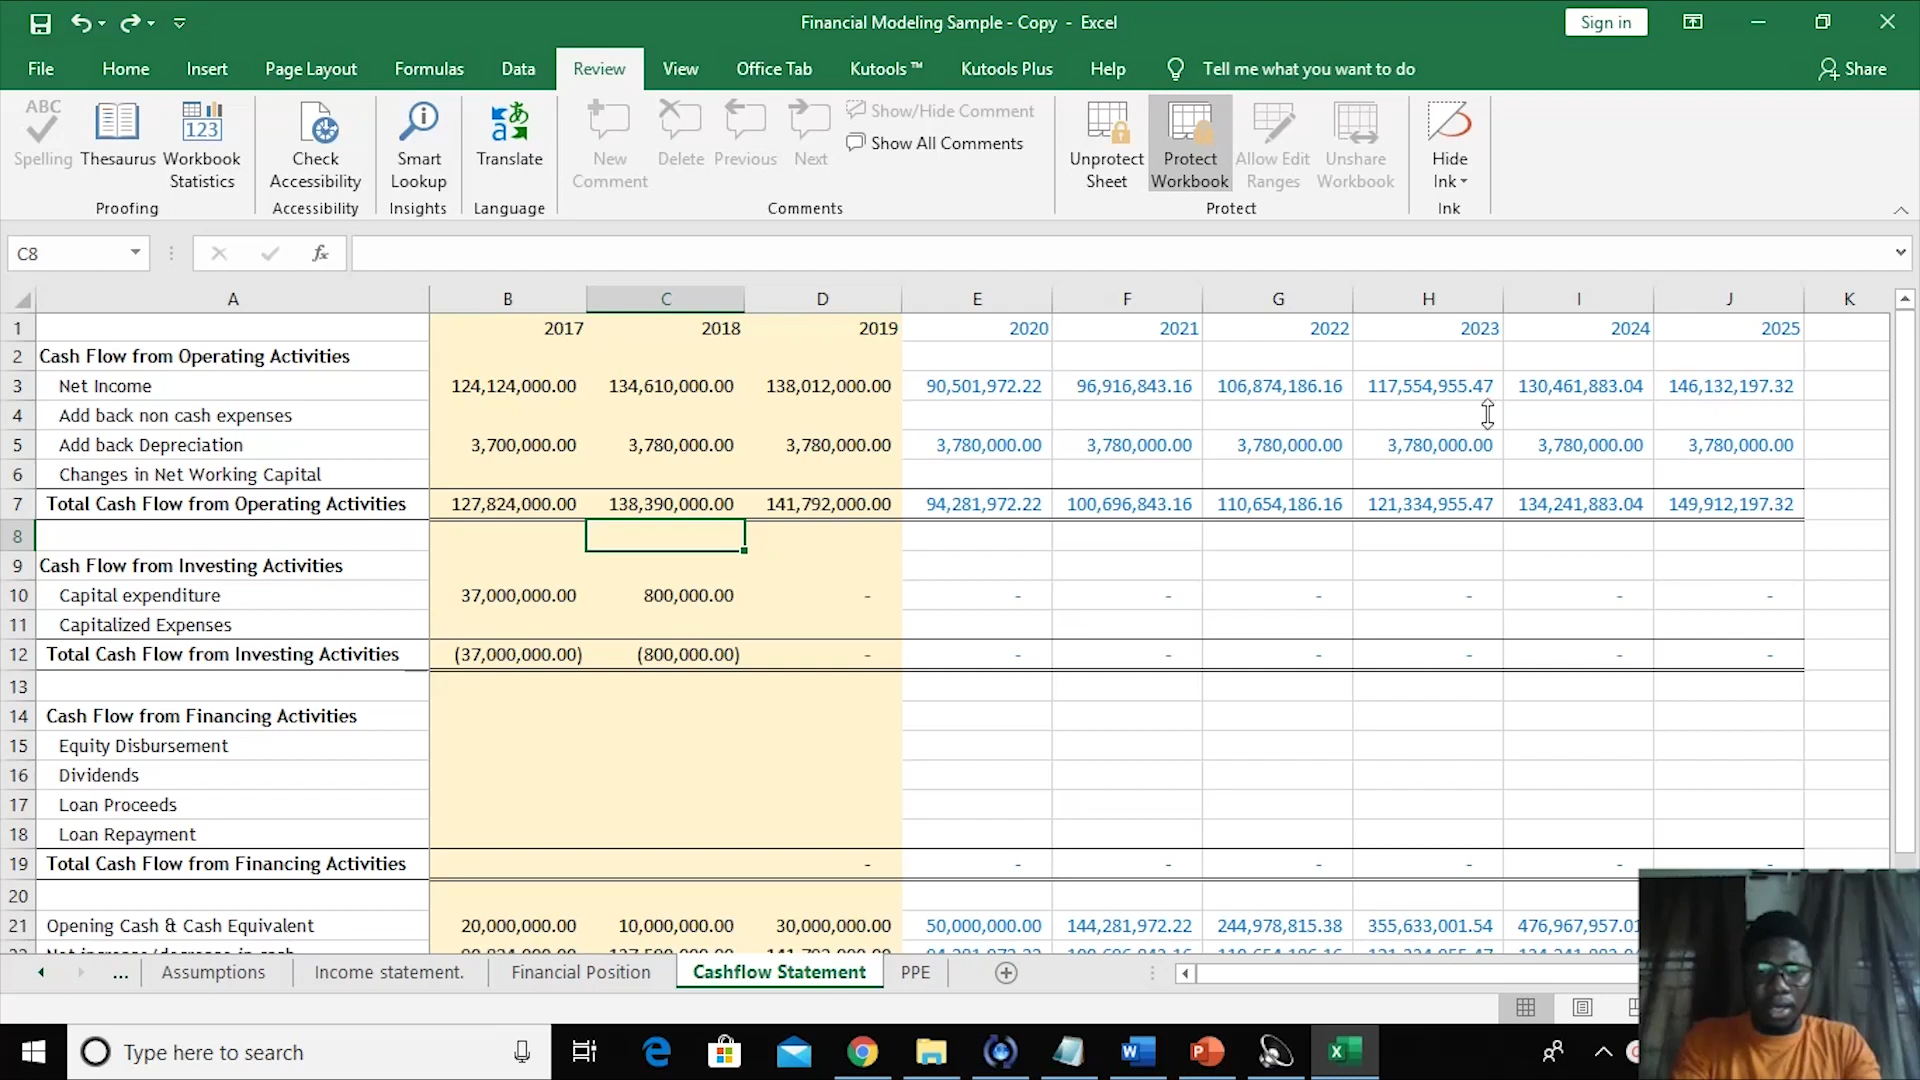 Financial Modeling Sample - Copy - Excel
Sign in
File Home Insert Page Layout Formulas Data Review View Office Tab Kutools ™ Kutools Plus Help Tell me what you want to do Share
ABC
Spelling Thesaurus Workbook Statistics
Check Accessibility
Smart Lookup
Translate
New Comment Delete Previous Next
Show/Hide Comment
Show All Comments
Unprotect Sheet Protect Workbook Allow Edit Ranges Unshare Workbook
Hide Ink
Proofing Accessibility Insights Language Comments Protect Ink
C8 fx
A B C D E F G H I J K
1 2017 2018 2019 2020 2021 2022 2023 2024 2025
2 Cash Flow from Operating Activities
3 Net Income 124,124,000.00 134,610,000.00 138,012,000.00 90,501,972.22 96,916,843.16 106,874,186.16 117,554,955.47 130,461,883.04 146,132,197.32
4 Add back non cash expenses
5 Add back Depreciation 3,700,000.00 3,780,000.00 3,780,000.00 3,780,000.00 3,780,000.00 3,780,000.00 3,780,000.00 3,780,000.00 3,780,000.00
6 Changes in Net Working Capital
7 Total Cash Flow from Operating Activities 127,824,000.00 138,390,000.00 141,792,000.00 94,281,972.22 100,696,843.16 110,654,186.16 121,334,955.47 134,241,883.04 149,912,197.32
8
9 Cash Flow from Investing Activities
10 Capital expenditure 37,000,000.00 800,000.00 - - - - - - -
11 Capitalized Expenses
12 Total Cash Flow from Investing Activities (37,000,000.00) (800,000.00) - - - - - - -
13
14 Cash Flow from Financing Activities
15 Equity Disbursement
16 Dividends
17 Loan Proceeds
18 Loan Repayment
19 Total Cash Flow from Financing Activities - - - - - - -
20
21 Opening Cash & Cash Equivalent 20,000,000.00 10,000,000.00 30,000,000.00 50,000,000.00 144,281,972.22 244,978,815.38 355,633,001.54
... Assumptions Income statement. Financial Position Cashflow Statement PPE
Type here to search